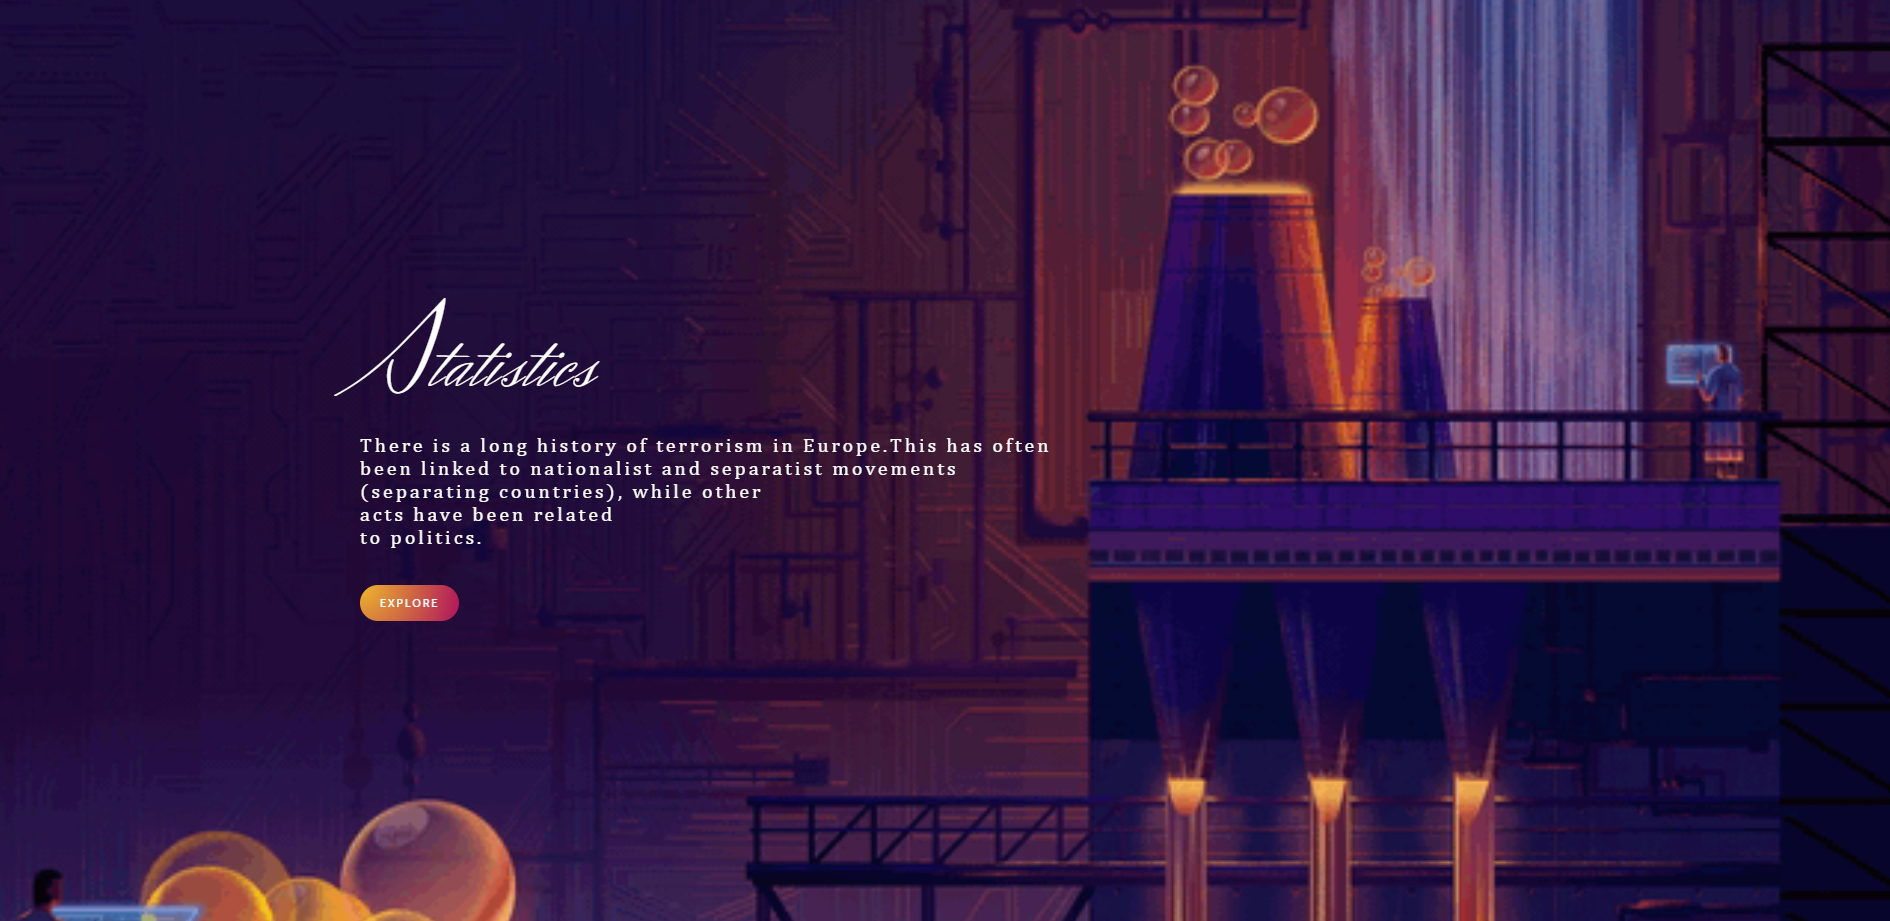 Statistics
There is a long history of terrorism in Europe.This has often
been linked to nationalist and separatist movements
(separating countries), while other
acts have been related
to politics.
EXPLORE